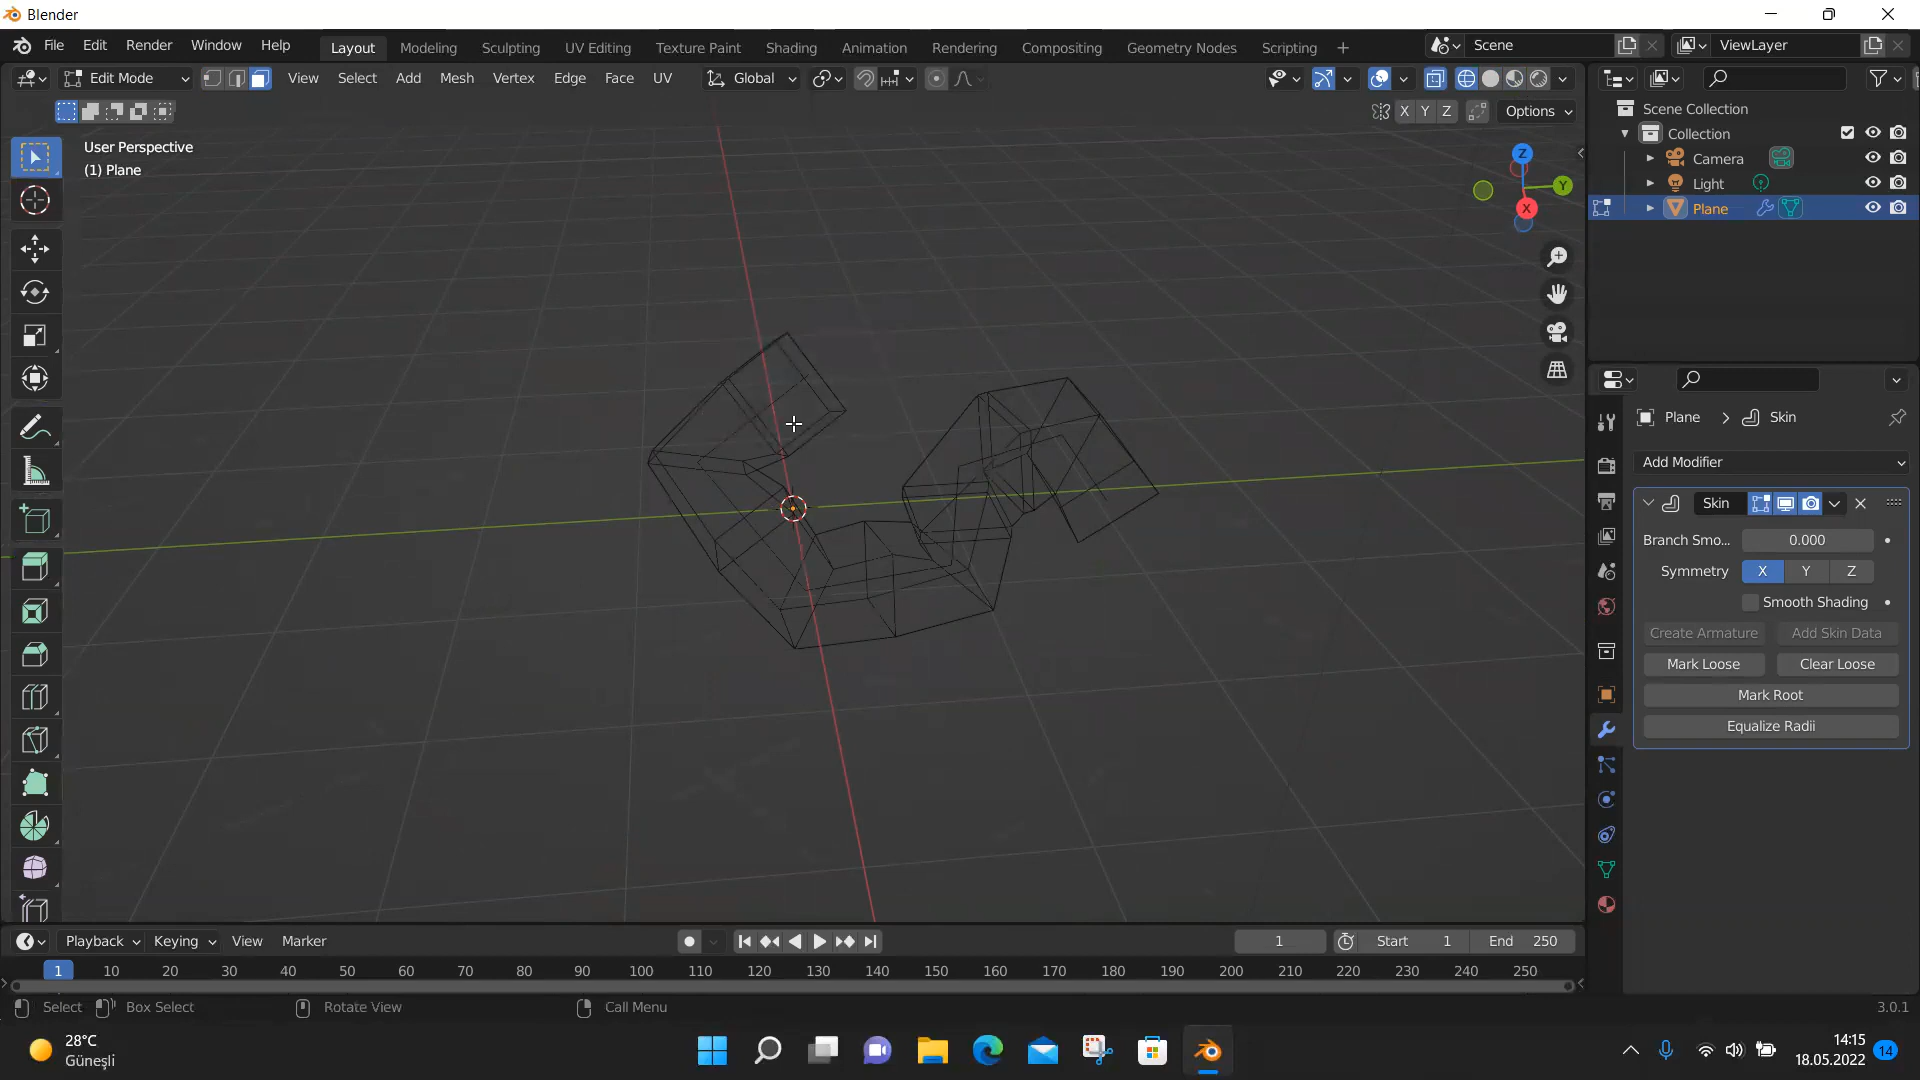 Blender
File Edit Render Window Help Layout Modeling Sculpting UV Editing Texture Paint Shading Animation Rendering Compositing Geometry Nodes Scripting + Scene ViewLayer
Edit Mode View Select Add Mesh Vertex Edge Face UV Global
X Y Z Options
User Perspective
(1) Plane
Z
Y
X
Scene Collection
Collection
Camera
Light
Plane
Plane > Skin
Add Modifier
Skin
Branch Smo... 0.000
Symmetry X Y Z
Smooth Shading
Create Armature Add Skin Data
Mark Loose Clear Loose
Mark Root
Equalize Radii
Playback Keying View Marker 1 Start 1 End 250
1 10 20 30 40 50 60 70 80 90 100 110 120 130 140 150 160 170 180 190 200 210 220 230 240 250
Select Box Select Rotate View Call Menu 3.0.1
28°C
Güneşli
14:15
18.05.2022 14